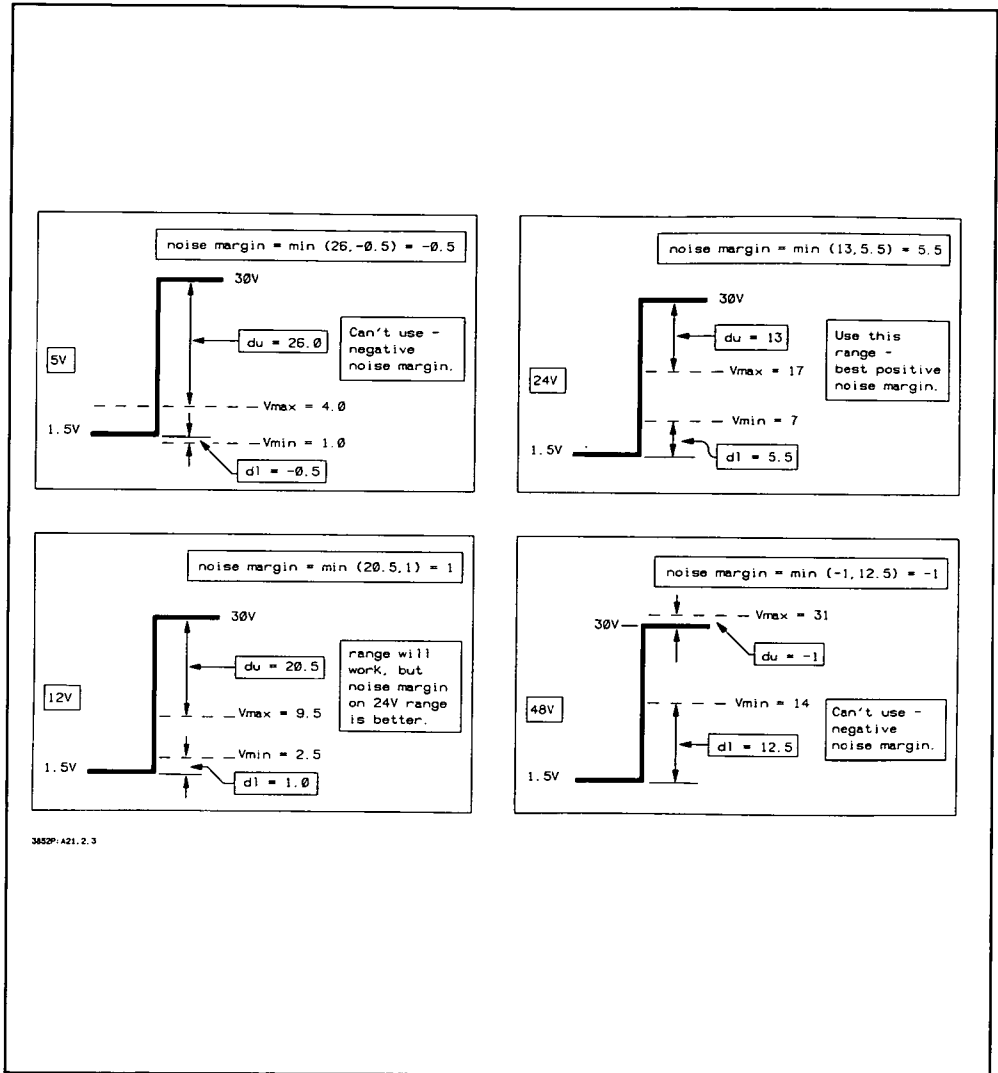 noise margin = min (26,-0.5) = -0.5
30V
du = 26.0
Can't use -
negative
noise margin.
5V
Vmax = 4.0
1.5V
Vmin = 1.0
dl = -0.5
noise margin = min (13,5.5) = 5.5
30V
du = 13
Use this
range -
best positive
noise margin.
Vmax = 17
24V
Vmin = 7
1.5V
dl = 5.5
noise margin = min (20.5,1) = 1
30V
du = 20.5
range will
work, but
noise margin
on 24V range
is better.
12V
Vmax = 9.5
Vmin = 2.5
1.5V
dl = 1.0
noise margin = min (-1,12.5) = -1
Vmax = 31
30V
du = -1
48V
Vmin = 14
Can't use -
negative
noise margin.
dl = 12.5
1.5V
3852P:A21.2.3